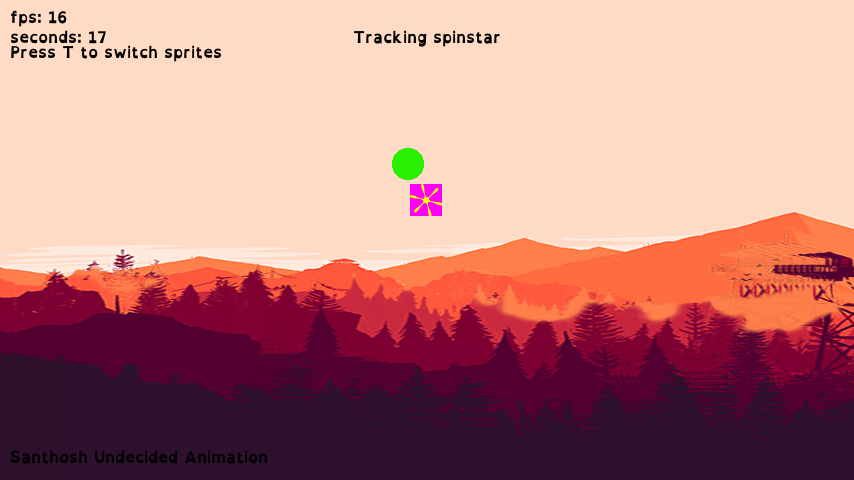 fps: 16
seconds: 17
Press T to switch sprites
Tracking spinstar
Santhosh Undecided Animation